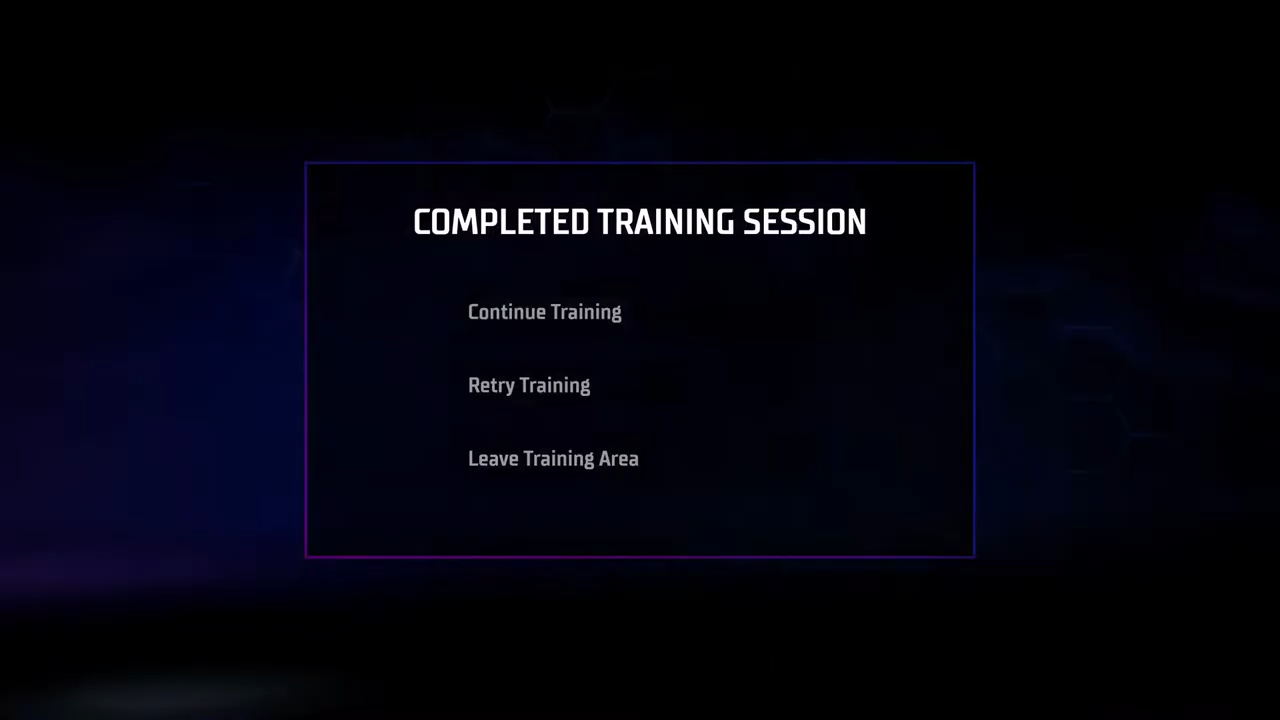 COMPLETED TRAINING SESSION
Continue Training
Retry Training
Leave Training Area